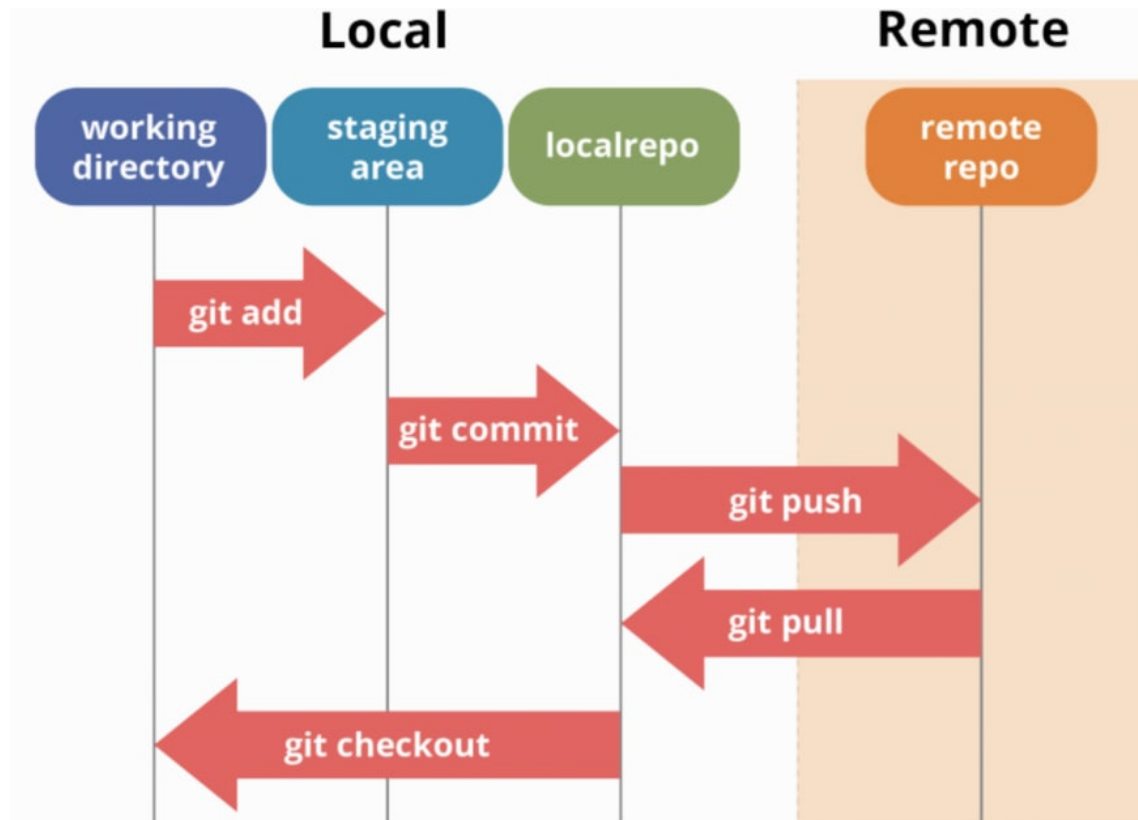 Local
Remote
working
directory
staging
area
localrepo
remote
repo
git add
git commit
git push
git pull
git checkout